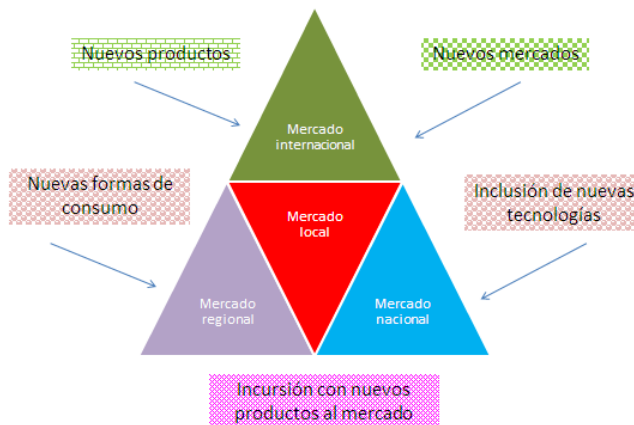 Nuevos productos
Nuevos mercados
Mercado
internacional
Nuevas formas de
consumo
Inclusión de nuevas
tecnologías
Mercado
local
Mercado
regional
Mercado
nacional
Incursión con nuevos
productos al mercado